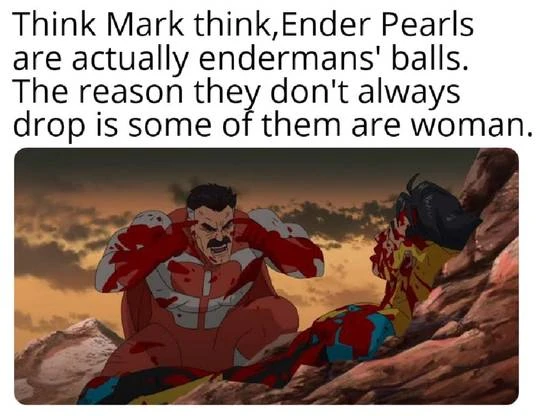 Think Mark think,Ender Pearls
are actually endermans' balls.
The reason they don't always
drop is some of them are woman.